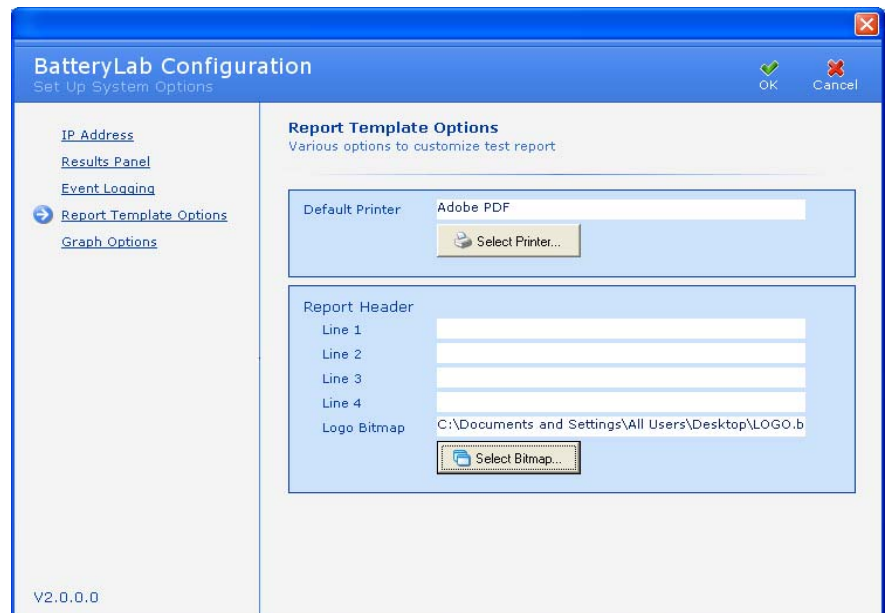 BatteryLab Configuration
Set Up System Options
OK
Cancel
IP Address
Results Panel
Event Logging
Report Template Options
Graph Options
Report Template Options
Various options to customize test report
Default Printer
Adobe PDF
Select Printer...
Report Header
Line 1
Line 2
Line 3
Line 4
Logo Bitmap
C:\Documents and Settings\All Users\Desktop\LOGO.b
Select Bitmap...
V2.0.0.0